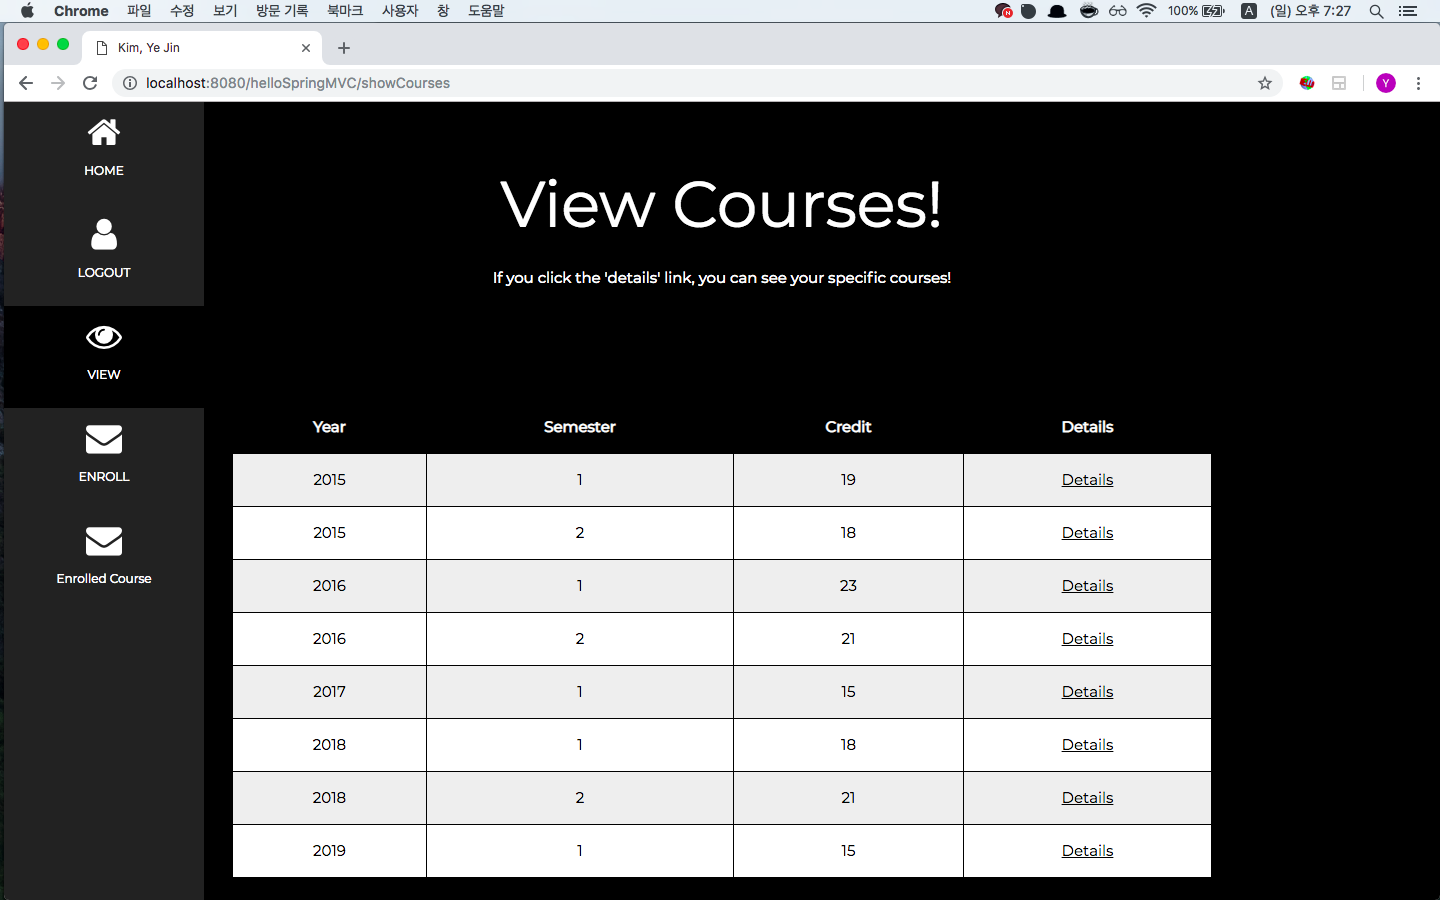 Chrome 파일 수정 보기 방문 기록 북마크 사용자 창 도움말 100% A (일) 오후 7:27
Kim, Ye Jin
localhost:8080/helloSpringMVC/showCourses Y
HOME
LOGOUT
VIEW
ENROLL
Enrolled Course
View Courses!
If you click the 'details' link, you can see your specific courses!
Year Semester Credit Details
2015 1 19 Details
2015 2 18 Details
2016 1 23 Details
2016 2 21 Details
2017 1 15 Details
2018 1 18 Details
2018 2 21 Details
2019 1 15 Details